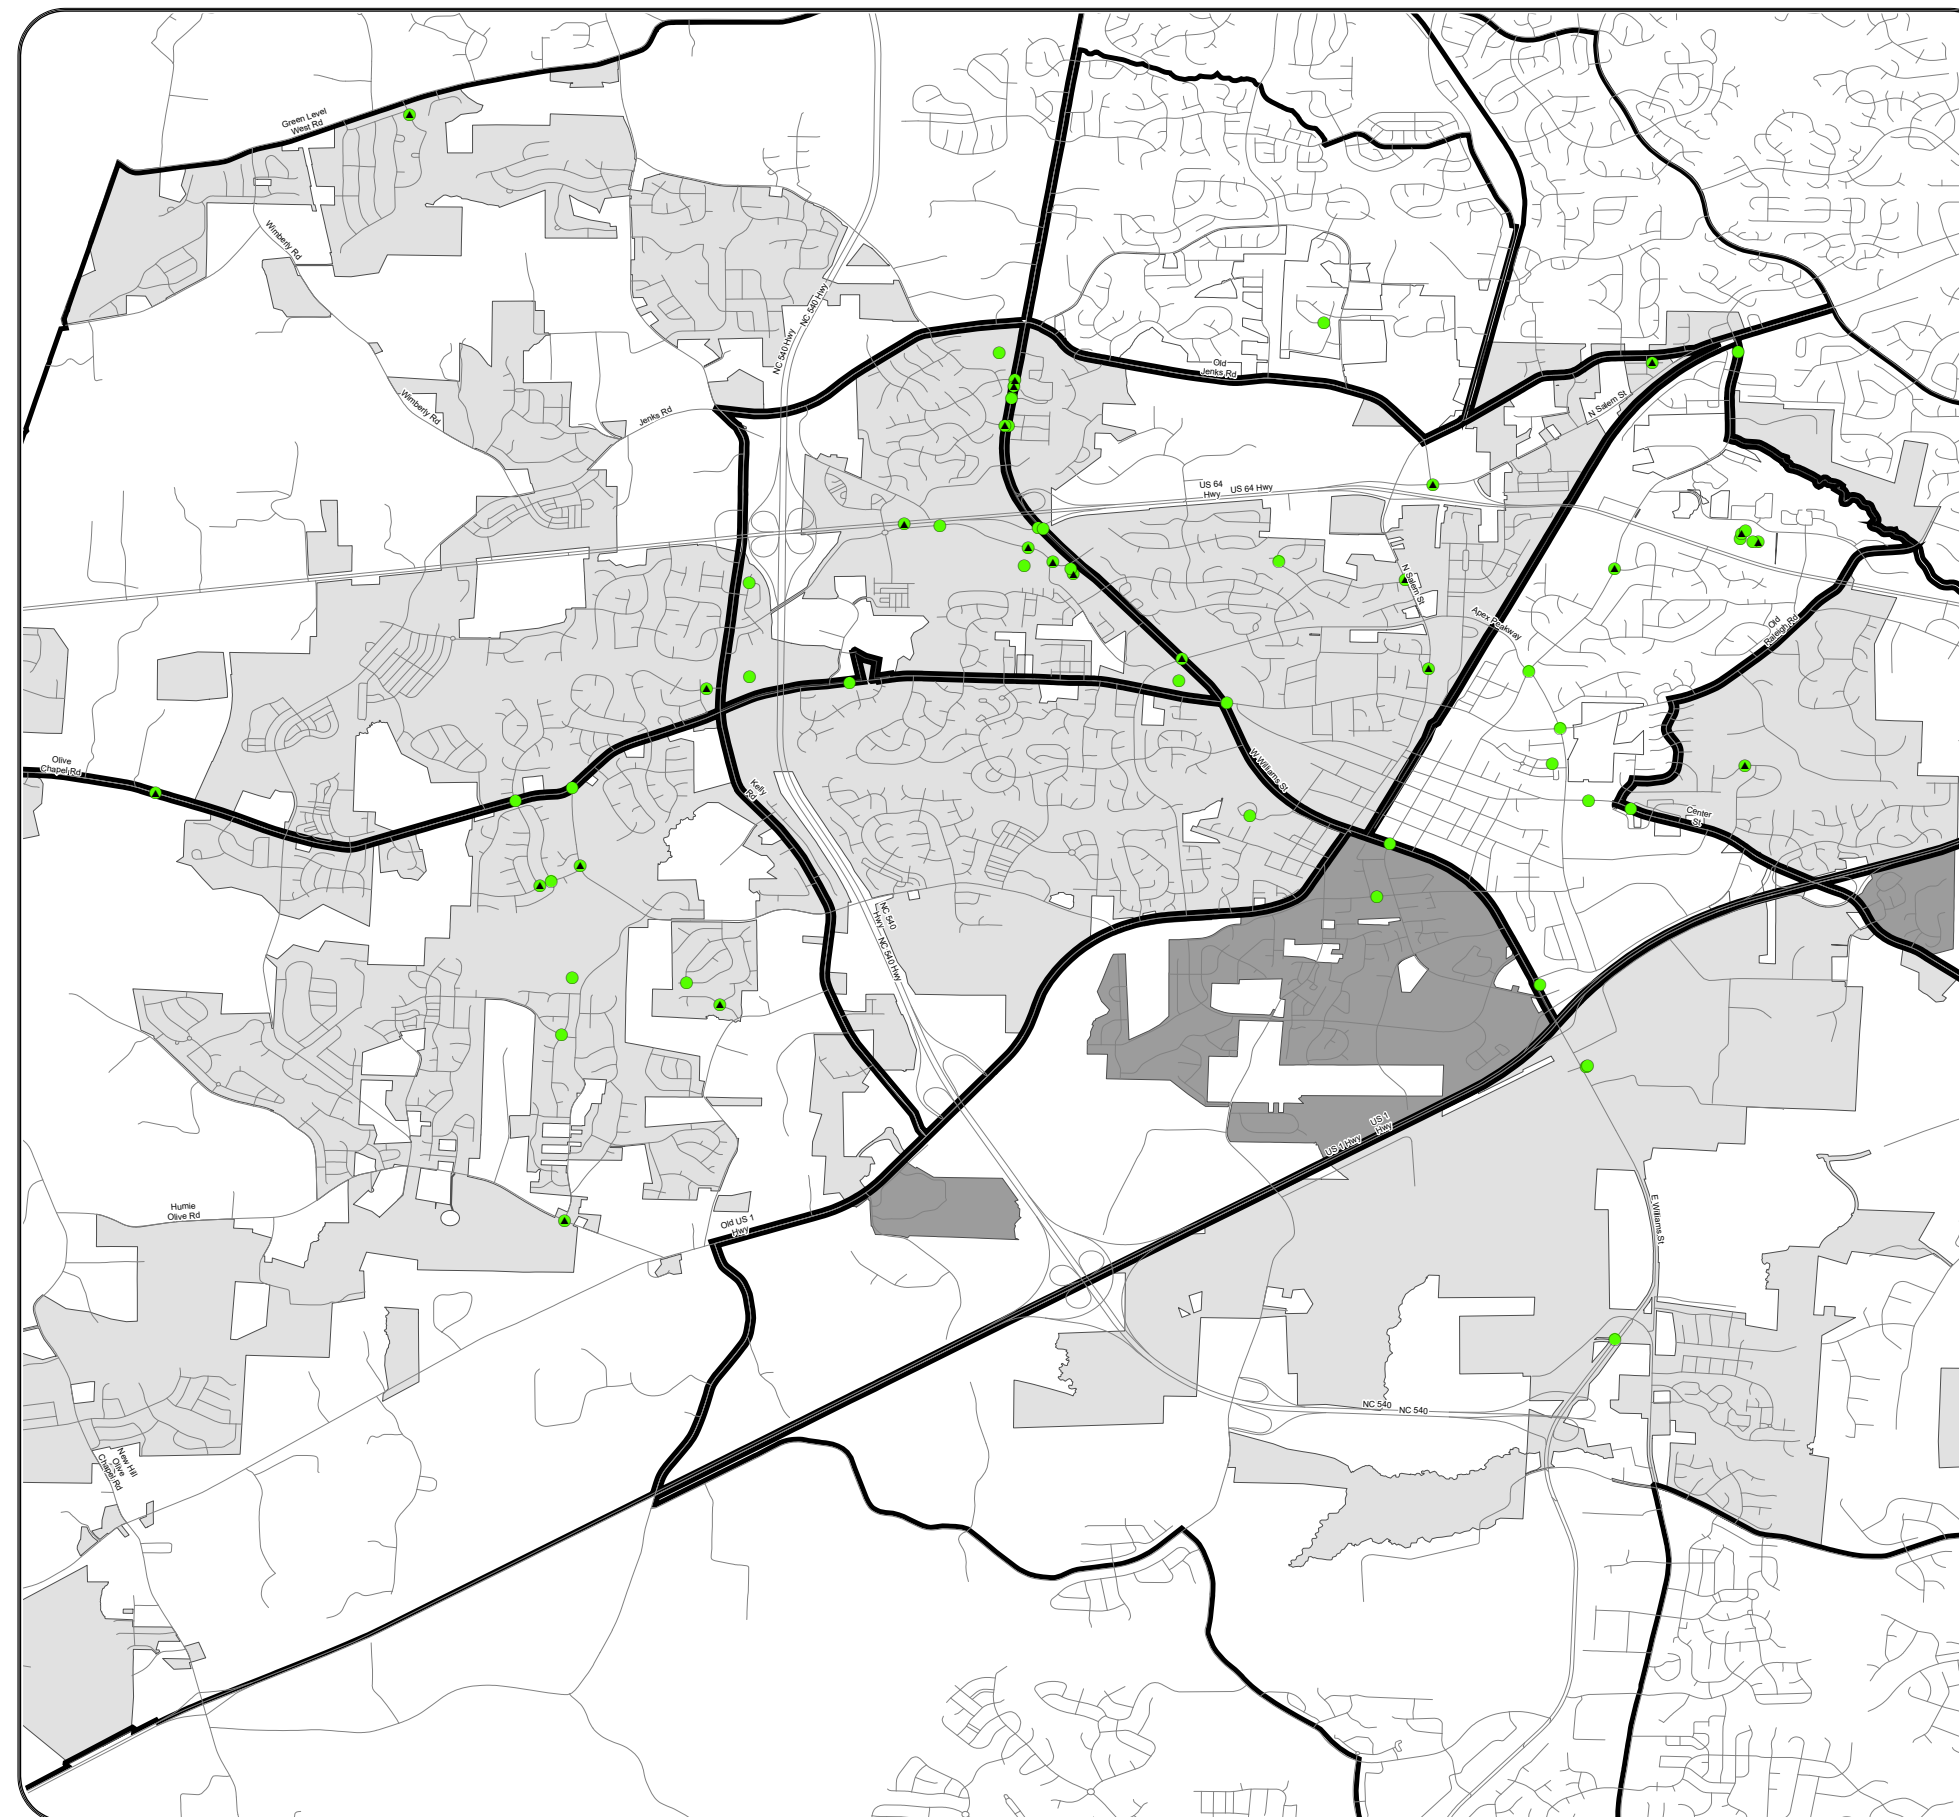 Green Level
West Rd
Wimberly Rd
NC 540 Hwy
NC 540 Hwy
Old
Jenks Rd
Wimberly Rd
Jenks Rd
N Salem St
US 64
Hwy
US 64 Hwy
N Salem St
Apex Peakway
Old
Raleigh Rd
Olive
Chapel Rd
Kelly
Rd
W Williams St
Center
St
NC 540
Hwy
NC 540 Hwy
US 1
Hwy
US 1 Hwy
Humie
Olive Rd
Old US 1
Hwy
E Williams St
NC 540
NC 540
New Hill
Olive
Chapel Rd